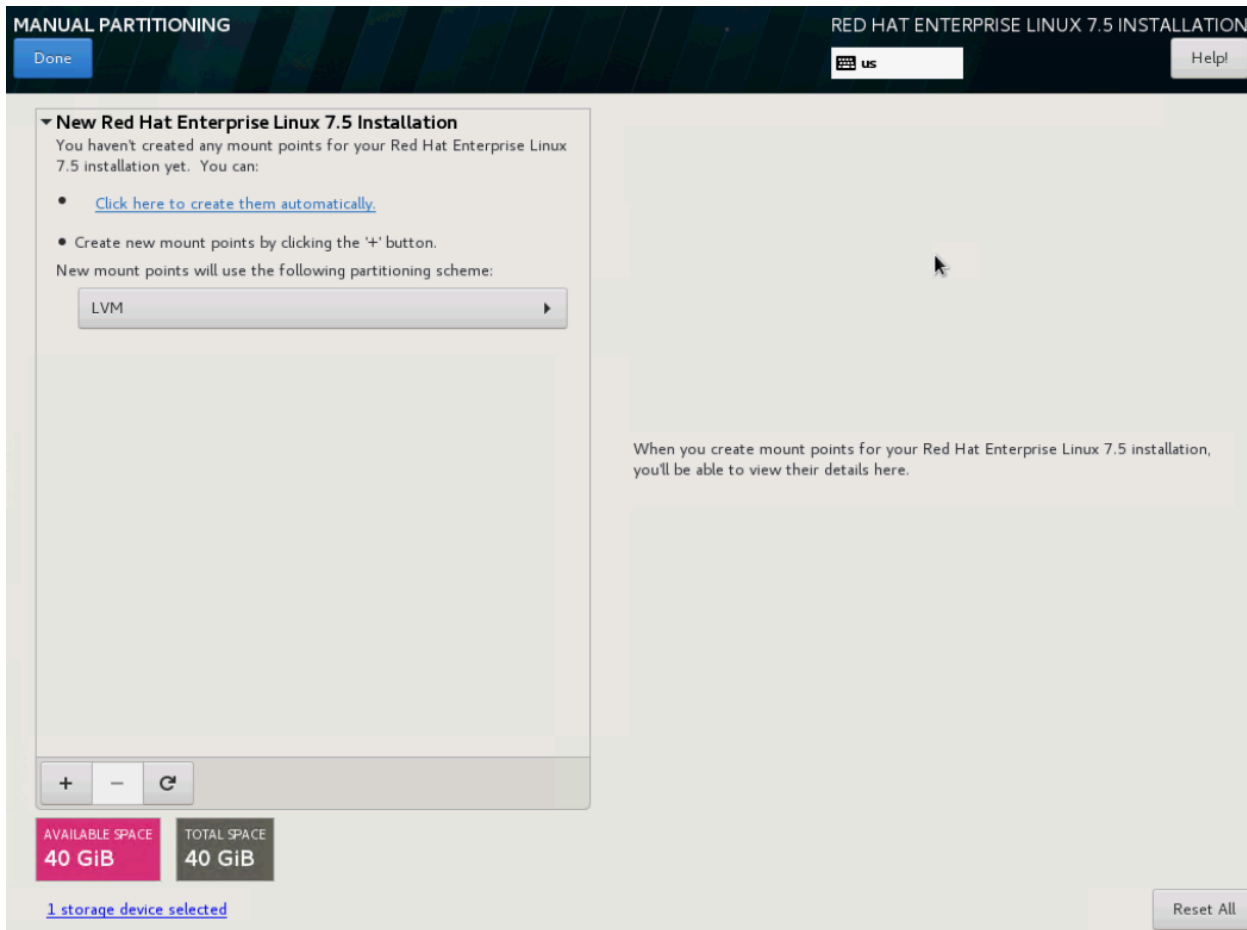 MANUAL PARTITIONING
RED HAT ENTERPRISE LINUX 7.5 INSTALLATION
Done
us
Help!
New Red Hat Enterprise Linux 7.5 Installation
You haven't created any mount points for your Red Hat Enterprise Linux
7.5 installation yet. You can:
• Click here to create them automatically.
• Create new mount points by clicking the '+' button.
New mount points will use the following partitioning scheme:
LVM
When you create mount points for your Red Hat Enterprise Linux 7.5 installation,
you'll be able to view their details here.
+ −
AVAILABLE SPACE
40 GiB
TOTAL SPACE
40 GiB
1 storage device selected
Reset All